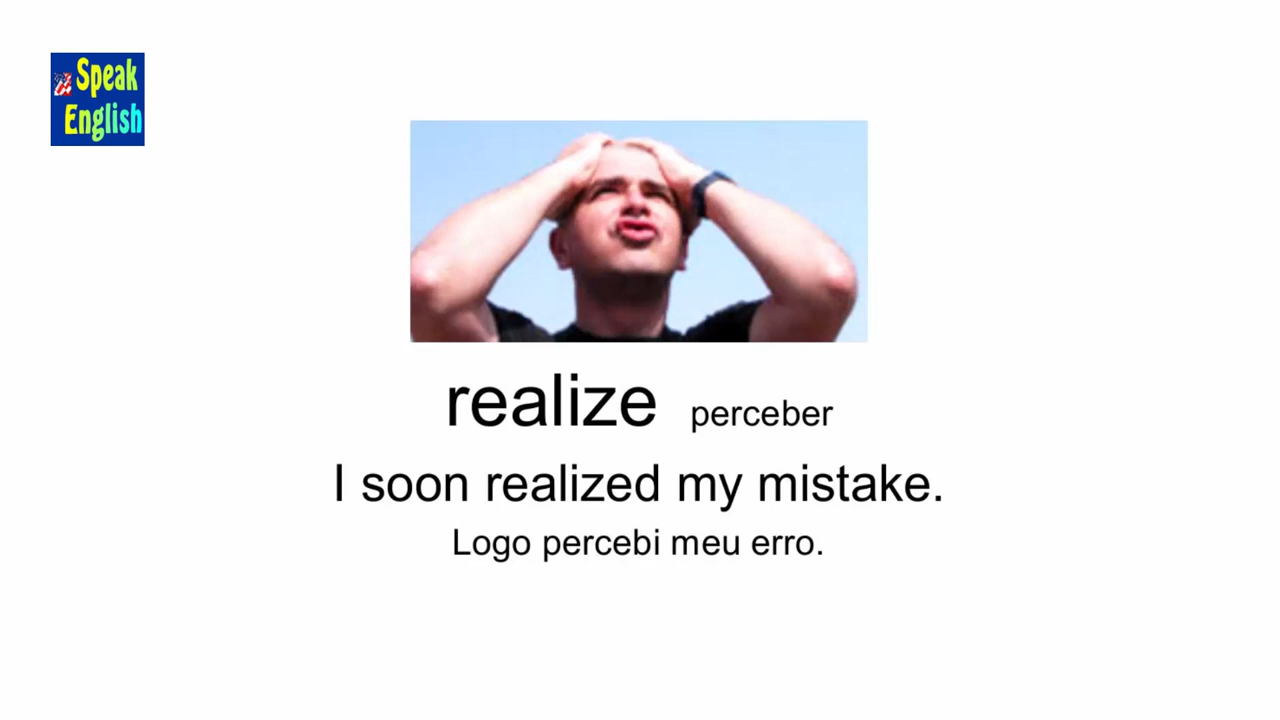 Speak
English
realize perceber
I soon realized my mistake.
Logo percebi meu erro.